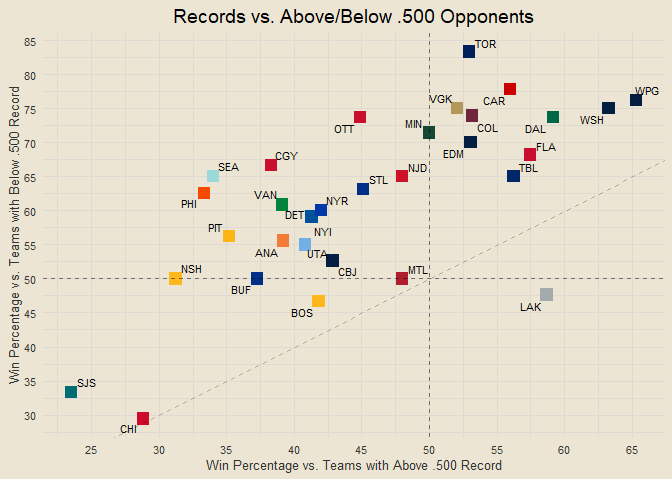 Records vs. Above/Below .500 Opponents
Win Percentage vs. Teams with Below .500 Record
85
80
75
70
65
60
55
50
45
40
35
30
TOR
WPG
VGK
CAR
OTT
MIN
COL
DAL
WSH
EDM
FLA
CGY
SEA
STL
NJD
TBL
PHI
VAN
DET
NYR
PIT
NYI
ANA
UTA
NSH
CBJ
MTL
BUF
BOS
LAK
SJS
CHI
25
30
35
40
45
50
55
60
65
Win Percentage vs. Teams with Above .500 Record